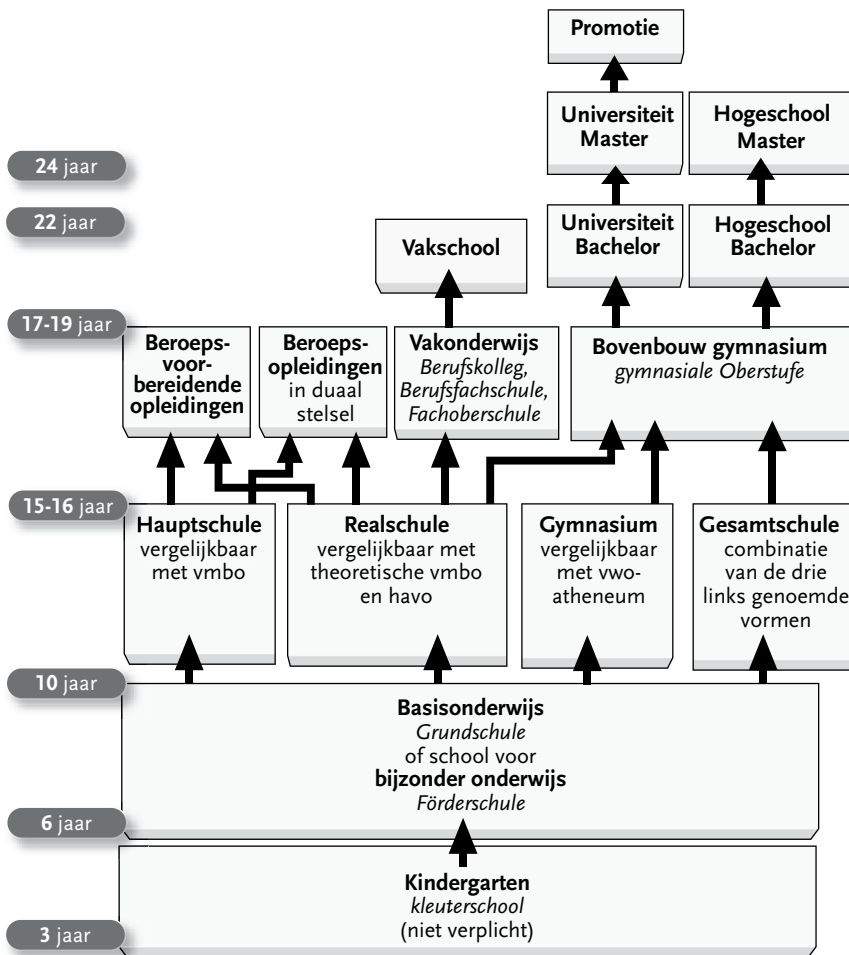 Promotie
Universiteit
Master
Hogeschool
Master
24 jaar
22 jaar
Vakschool
Universiteit
Bachelor
Hogeschool
Bachelor
17-19 jaar
Beroeps-
voor-
bereidende
opleidingen
Beroeps-
opleidingen
in duaal
stelsel
Vakonderwijs
Berufskolleg,
Berufsfachschule,
Fachoberschule
Bovenbouw gymnasium
gymnasiale Oberstufe
15-16 jaar
Hauptschule
vergelijkbaar
met vmbo
Realschule
vergelijkbaar met
theoretische vmbo
en havo
Gymnasium
vergelijkbaar
met vwo-
atheneum
Gesamtschule
combinatie
van de drie
links genoemde
vormen
10 jaar
Basisonderwijs
Grundschule
of school voor
bijzonder onderwijs
Förderschule
6 jaar
Kindergarten
kleuterschool
(niet verplicht)
3 jaar